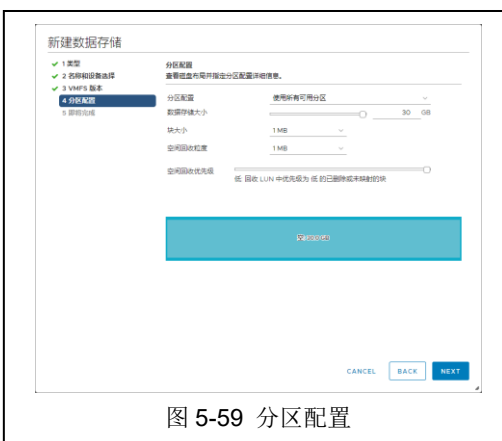 新建数据存储
1 类型
2 名称和设备选择
3 VMFS 版本
4 分区配置
5 即将完成
分区配置
查看磁盘布局并指定分区配置详细信息。
分区配置 使用所有可用分区
数据存储大小 30 GB
块大小 1 MB
空间回收粒度 1 MB
空间回收优先级
低: 回收 LUN 中优先级为 低 的已删除或未映射的块
CANCEL BACK NEXT
图 5-59 分区配置